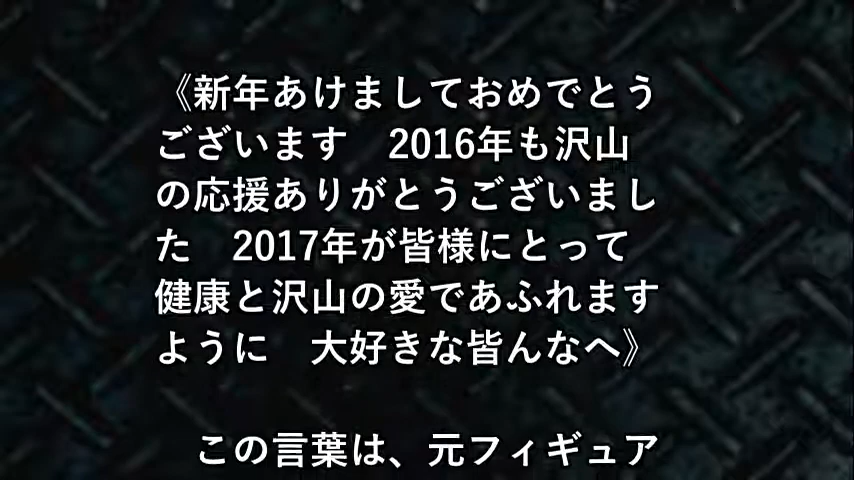 《新年あけましておめでとう
ございます　2016年も沢山
の応援ありがとうございまし
た　2017年が皆様にとって
健康と沢山の愛であふれます
ように　大好きな皆んなへ》
この言葉は、元フィギュア